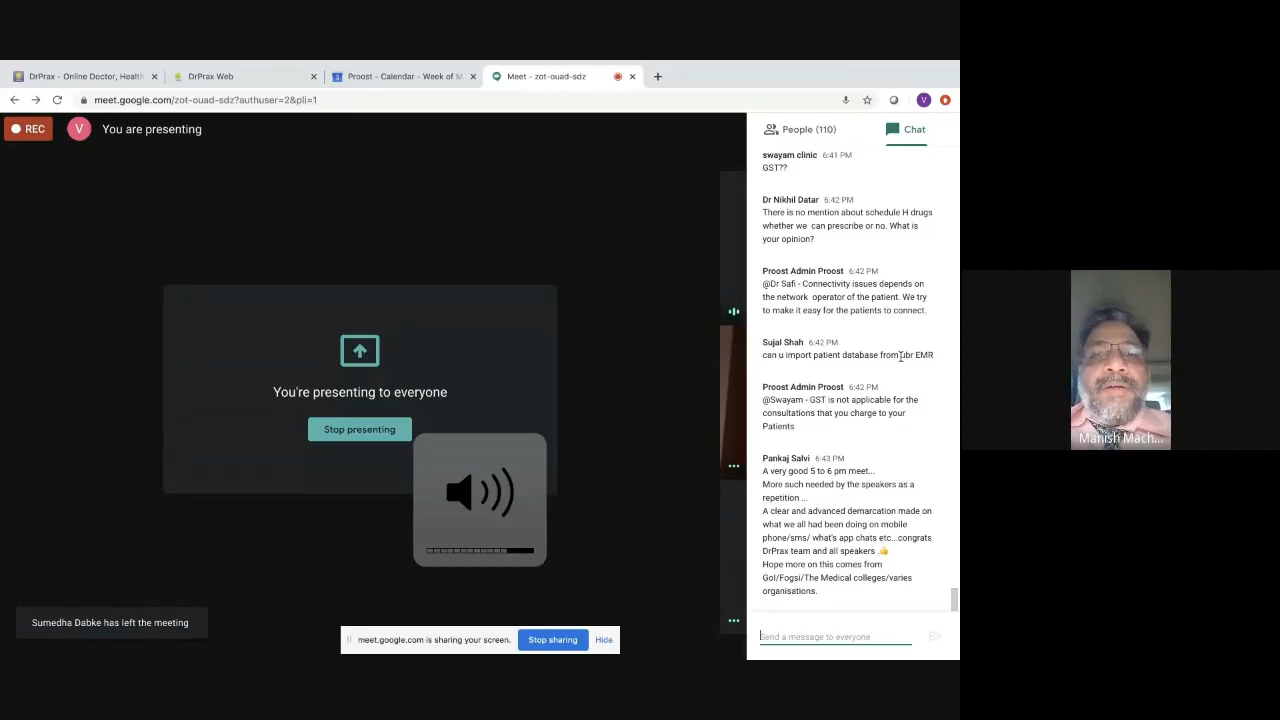 DrPrax - Online Doctor, Health
DrPrax Web
Proost - Calendar - Week of M
Meet - zot-ouad-sdz
meet.google.com/zot-ouad-sdz?authuser=2&pli=1
V
REC
V
You are presenting
People (110)
Chat
swayam clinic 6:41 PM
GST??
Dr Nikhil Datar 6:42 PM
There is no mention about schedule H drugs
whether we can prescribe or no. What is
your opinion?
Proost Admin Proost 6:42 PM
@Dr Safi - Connectivity issues depends on
the network operator of the patient. We try
to make it easy for the patients to connect.
Sujal Shah 6:42 PM
can u import patient database from EMR
Proost Admin Proost 6:42 PM
@Swayam - GST is not applicable for the
consultations that you charge to your
Patients
Pankaj Salvi 6:43 PM
A very good 5 to 6 pm meet...
More such needed by the speakers as a
repetition ...
A clear and advanced demarcation made on
what we all had been doing on mobile
phone/sms/ what's app chats etc...congrats
DrPrax team and all speakers .👍
Hope more on this comes from
GoI/Fogsi/The Medical colleges/varies
organisations.
Send a message to everyone
You're presenting to everyone
Stop presenting
Sumedha Dabke has left the meeting
meet.google.com is sharing your screen.
Stop sharing
Hide
Manish Mach...